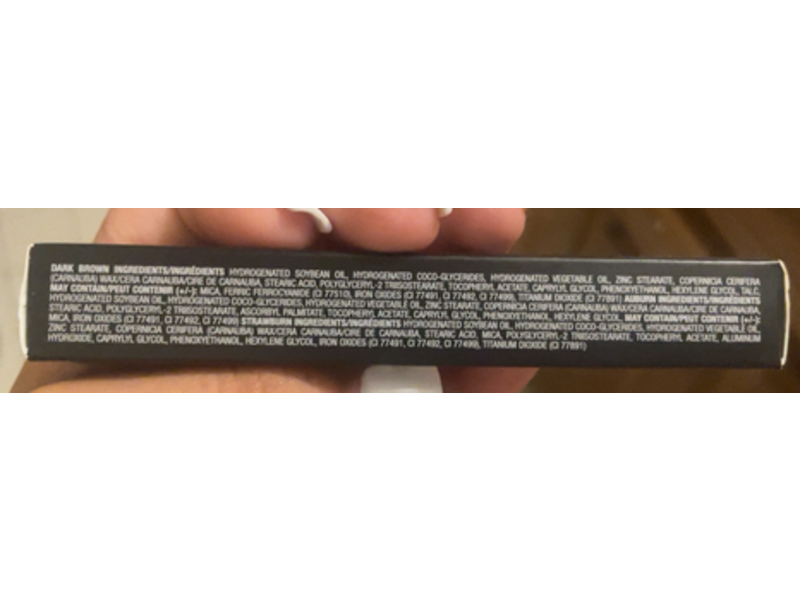 DARK BROWN INGREDIENTS/INGRÉDIENTS HYDROGENATED SOYBEAN OIL, HYDROGENATED COCO-GLYCERIDES, HYDROGENATED VEGETABLE OIL, ZINC STEARATE, COPERNICIA CERIFERA
(CARNAUBA) WAX/CERA CARNAUBA/CIRE DE CARNAUBA, STEARIC ACID, POLYGLYCERYL-2 TRIISOSTEARATE, TOCOPHERYL ACETATE, CAPRYLYL GLYCOL, PHENOXYETHANOL, HEXYLENE GLYCOL, TALC.
MAY CONTAIN/PEUT CONTENIR [+/-]: MICA, FERRIC FERROCYANIDE (CI 77510), IRON OXIDES (CI 77491, CI 77492, CI 77499), TITANIUM DIOXIDE (CI 77891) AUBURN INGREDIENTS/INGRÉDIENTS
HYDROGENATED SOYBEAN OIL, HYDROGENATED COCO-GLYCERIDES, HYDROGENATED VEGETABLE OIL, ZINC STEARATE, COPERNICIA CERIFERA (CARNAUBA) WAX/CERA CARNAUBA/CIRE DE CARNAUBA,
STEARIC ACID, POLYGLYCERYL-2 TRIISOSTEARATE, ASCORBYL PALMITATE, TOCOPHERYL ACETATE, CAPRYLYL GLYCOL, PHENOXYETHANOL, HEXYLENE GLYCOL. MAY CONTAIN/PEUT CONTENIR [+/-]:
MICA, IRON OXIDES (CI 77491, CI 77492, CI 77499) STRAWBURN INGREDIENTS/INGRÉDIENTS HYDROGENATED SOYBEAN OIL, HYDROGENATED COCO-GLYCERIDES, HYDROGENATED VEGETABLE OIL,
ZINC STEARATE, COPERNICIA CERIFERA (CARNAUBA) WAX/CERA CARNAUBA/CIRE DE CARNAUBA, STEARIC ACID, MICA, POLYGLYCERYL-2 TRIISOSTEARATE, TOCOPHERYL ACETATE, ALUMINUM
HYDROXIDE, CAPRYLYL GLYCOL, PHENOXYETHANOL, HEXYLENE GLYCOL, IRON OXIDES (CI 77491, CI 77492, CI 77499), TITANIUM DIOXIDE (CI 77891)